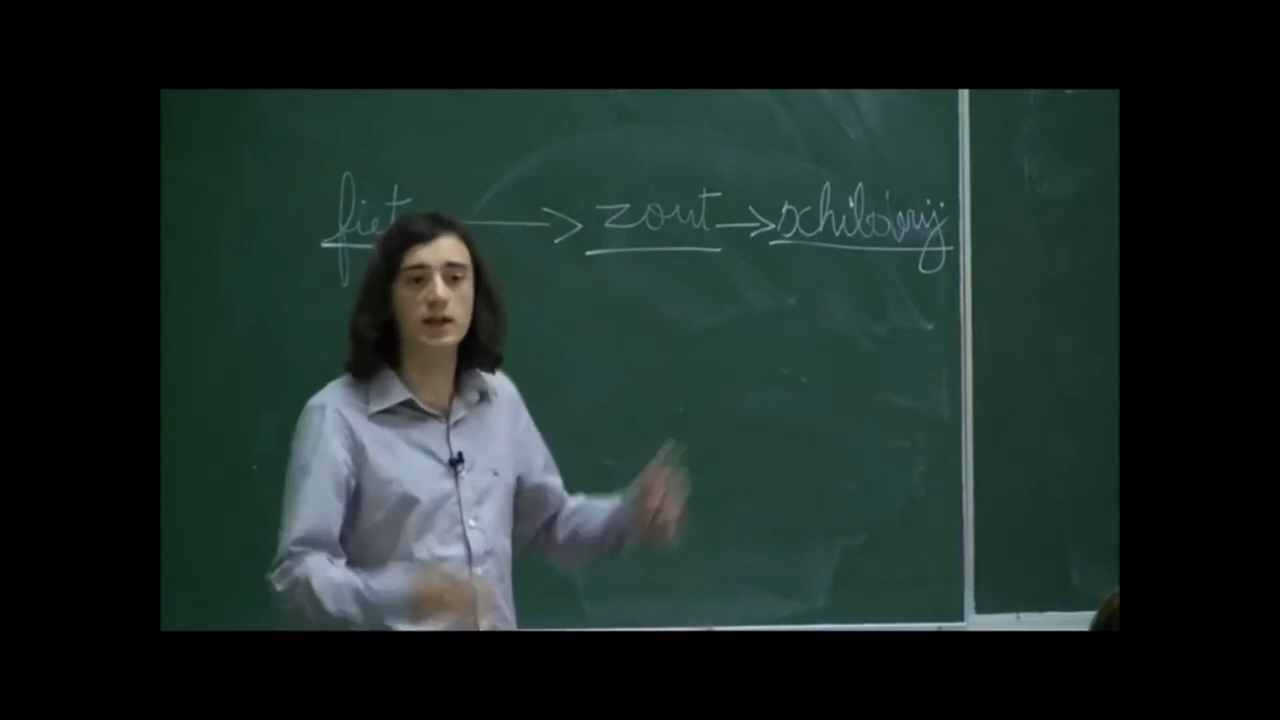 fiet → zout → schilderij